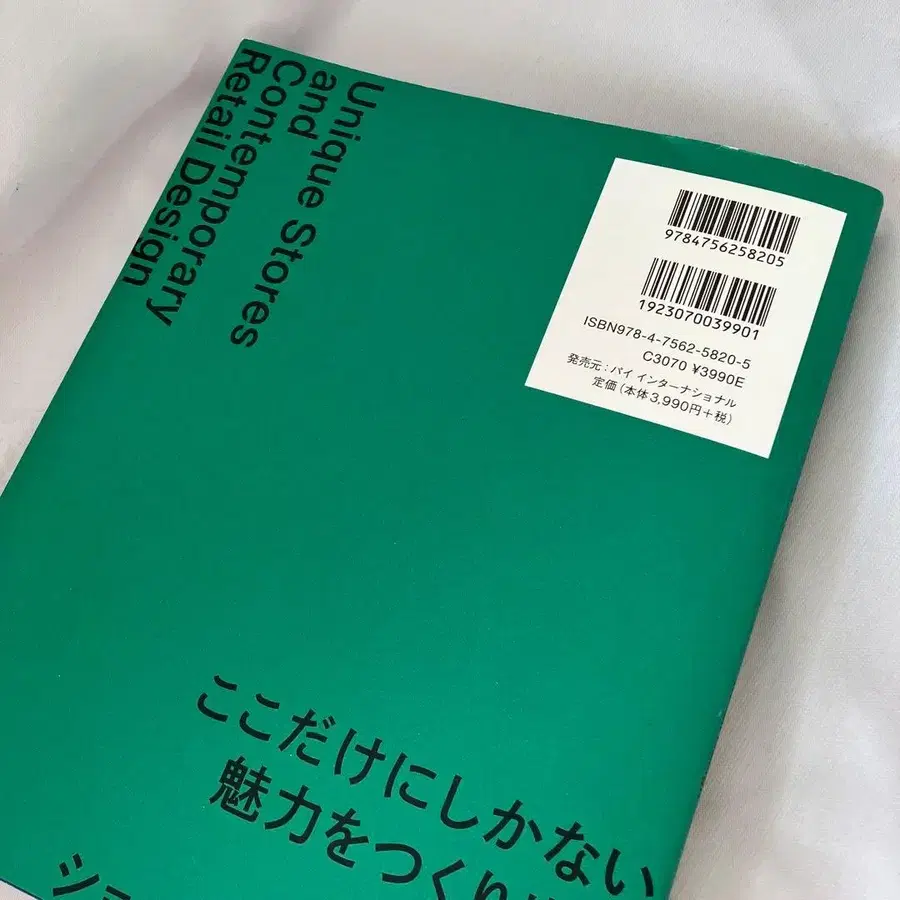 Unique Stores
and
Contemporary
Retail Design
9784756258205
1923070039901
ISBN978-4-7562-5820-5
C3070 ¥3990E
発売元:パイ インターナショナル
定価(本体3,990円+税)
ここだけにしかない
魅力をつくり
シ